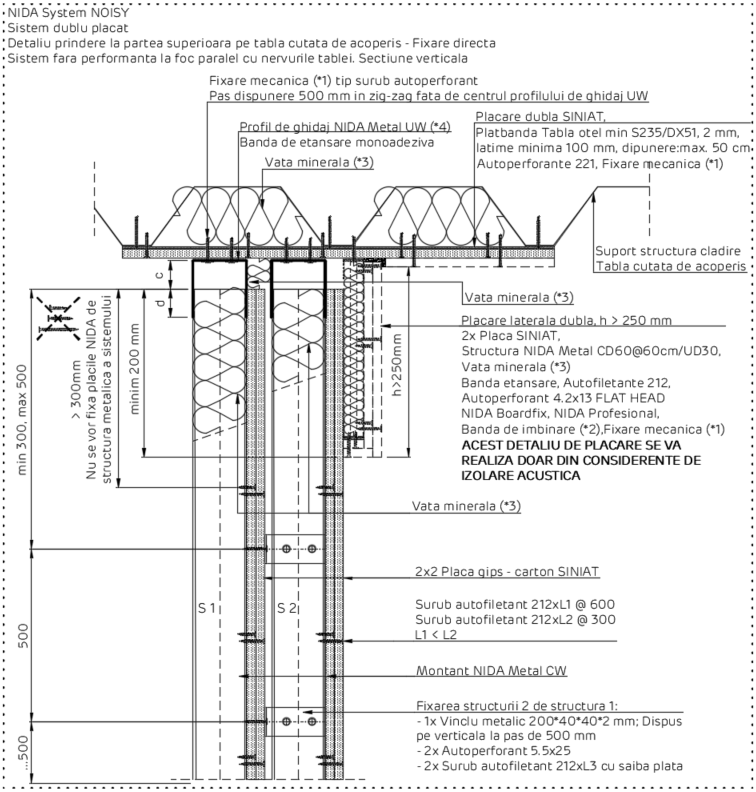 NIDA System NOISY
Sistem dublu placat
Detaliu prindere la partea superioara pe tabla cutata de acoperis - Fixare directa
Sistem fara performanta la foc paralel cu nervurile tablei. Sectiune verticala
Fixare mecanica (*1) tip surub autoperforant
Pas dispunere 500 mm in zig-zag fata de centrul profilului de ghidaj UW
Profil de ghidaj NIDA Metal UW (*4)
Banda de etansare monoadeziva
Vata minerala (*3)
Placare dubla SINIAT,
Platbanda Tabla otel min S235/DX51, 2 mm,
latime minima 100 mm, dipunere:max. 50 cm
Autoperforante 221, Fixare mecanica (*1)
Suport structura cladire
Tabla cutata de acoperis
c
d
Vata minerala (*3)
Placare laterala dubla, h > 250 mm
2x Placa SINIAT,
Structura NIDA Metal CD60@60cm/UD30,
Vata minerala (*3)
Banda etansare, Autofiletante 212,
Autoperforant 4.2x13 FLAT HEAD
NIDA Boardfix, NIDA Profesional,
Banda de imbinare (*2),Fixare mecanica (*1)
ACEST DETALIU DE PLACARE SE VA
REALIZA DOAR DIN CONSIDERENTE DE
IZOLARE ACUSTICA
min 300, max 500
> 300mm
Nu se vor fixa placile NIDA de
structura metalica a sistemului
minim 200 mm
h>250mm
Vata minerala (*3)
2x2 Placa gips - carton SINIAT
S 1
S 2
Surub autofiletant 212xL1 @ 600
Surub autofiletant 212xL2 @ 300
L1 < L2
500
Montant NIDA Metal CW
Fixarea structurii 2 de structura 1:
- 1x Vinclu metalic 200*40*40*2 mm; Dispus
pe verticala la pas de 500 mm
- 2x Autoperforant 5.5x25
- 2x Surub autofiletant 212xL3 cu saiba plata
...500